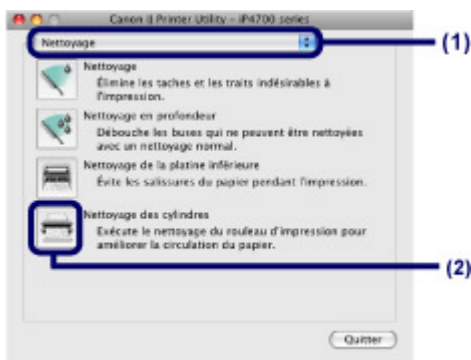 Canon IJ Printer Utility – iP4700 series
Nettoyage
(1)
Nettoyage
Élimine les taches et les traits indésirables à
l'impression.
Nettoyage en profondeur
Débouche les buses qui ne peuvent être nettoyées
avec un nettoyage normal.
Nettoyage de la platine inférieure
Évite les salissures du papier pendant l'impression.
Nettoyage des cylindres
Exécute le nettoyage du rouleau d'impression pour
améliorer la circulation du papier.
(2)
Quitter